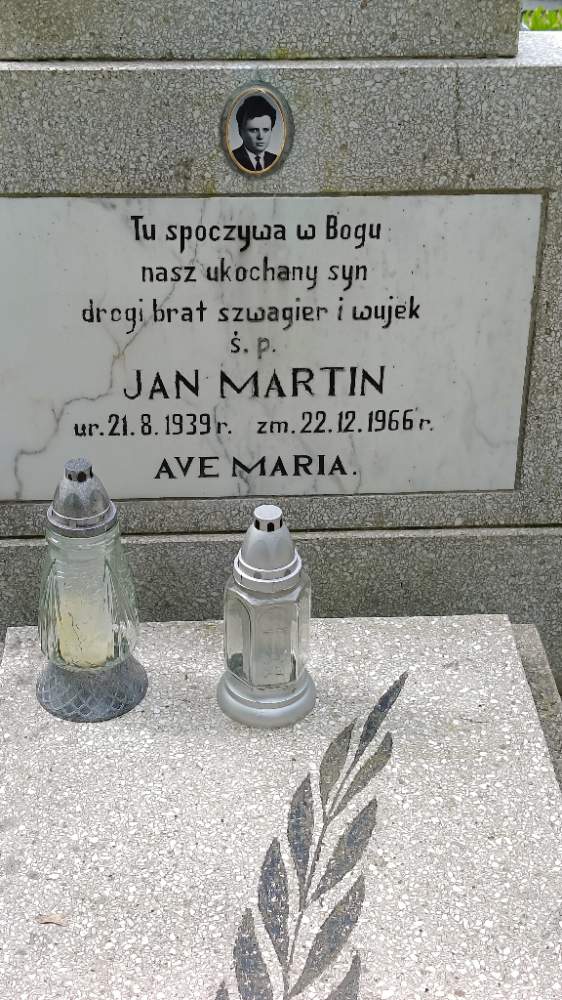 Tu spoczywa w Bogu
nasz ukochany syn
drogi brat szwagier i wujek
ś. p.
JAN MARTIN
ur. 21. 8. 1939 r. zm. 22. 12. 1966 r.
AVE MARIA.